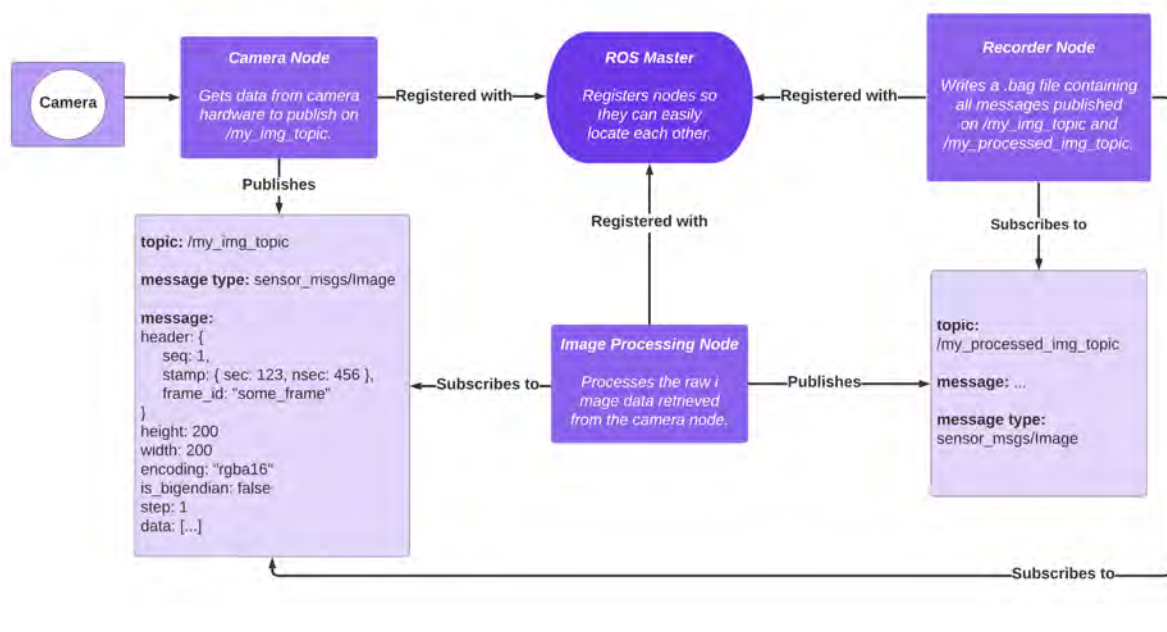 Camera
Camera Node
Gets data from camera
hardware to publish on
/my_img_topic.
Registered with
ROS Master
Registers nodes so
they can easily
locate each other.
Registered with
Recorder Node
Writes a .bag file containing
all messages published
on /my_img_topic and
/my_processed_img_topic.
Publishes
topic: /my_img_topic
message type: sensor_msgs/Image
message:
header: {
seq: 1,
stamp: { sec: 123, nsec: 456 },
frame_id: "some_frame"
}
height: 200
width: 200
encoding: "rgba16"
is_bigendian: false
step: 1
data: [...]
Registered with
Subscribes to
Image Processing Node
Processes the raw i
mage data retrieved
from the camera node.
Publishes
Subscribes to
topic:
/my_processed_img_topic
message: ...
message type:
sensor_msgs/Image
Subscribes to